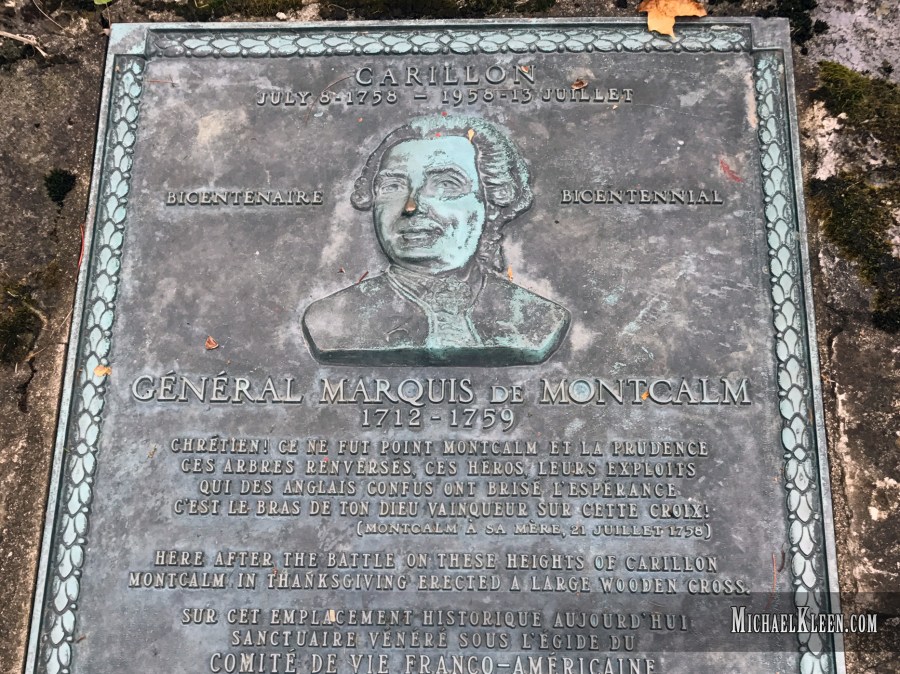 CARILLON
JULY 8-1758 — 1958-13 JUILLET
BICENTENAIRE
BICENTENNIAL
GÉNÉRAL MARQUIS DE MONTCALM
1712-1759
CHRÉTIEN! CE NE FUT POINT MONTCALM ET LA PRUDENCE
CES ARBRES RENVERSÉS, CES HÉROS, LEURS EXPLOITS
QUI DES ANGLAIS CONFUS ONT BRISÉ L'ESPÉRANCE
C'EST LE BRAS DE TON DIEU VAINQUEUR SUR CETTE CROIX!
(MONTCALM À SA MÈRE, 21 JUILLET 1758)
HERE AFTER THE BATTLE ON THESE HEIGHTS OF CARILLON
MONTCALM IN THANKSGIVING ERECTED A LARGE WOODEN CROSS.
SUR CET EMPLACEMENT HISTORIQUE AUJOURD'HUI
SANCTUAIRE VÉNÉRÉ SOUS L'ÉGIDE DU
COMITÉ DE VIE FRANCO-AMÉRICAINE
MICHAELKLEEN.COM